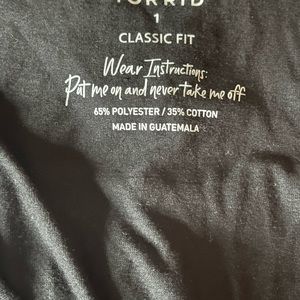 TORRID
1
CLASSIC FIT
Wear Instructions:
Put me on and never take me off
65% POLYESTER / 35% COTTON
MADE IN GUATEMALA